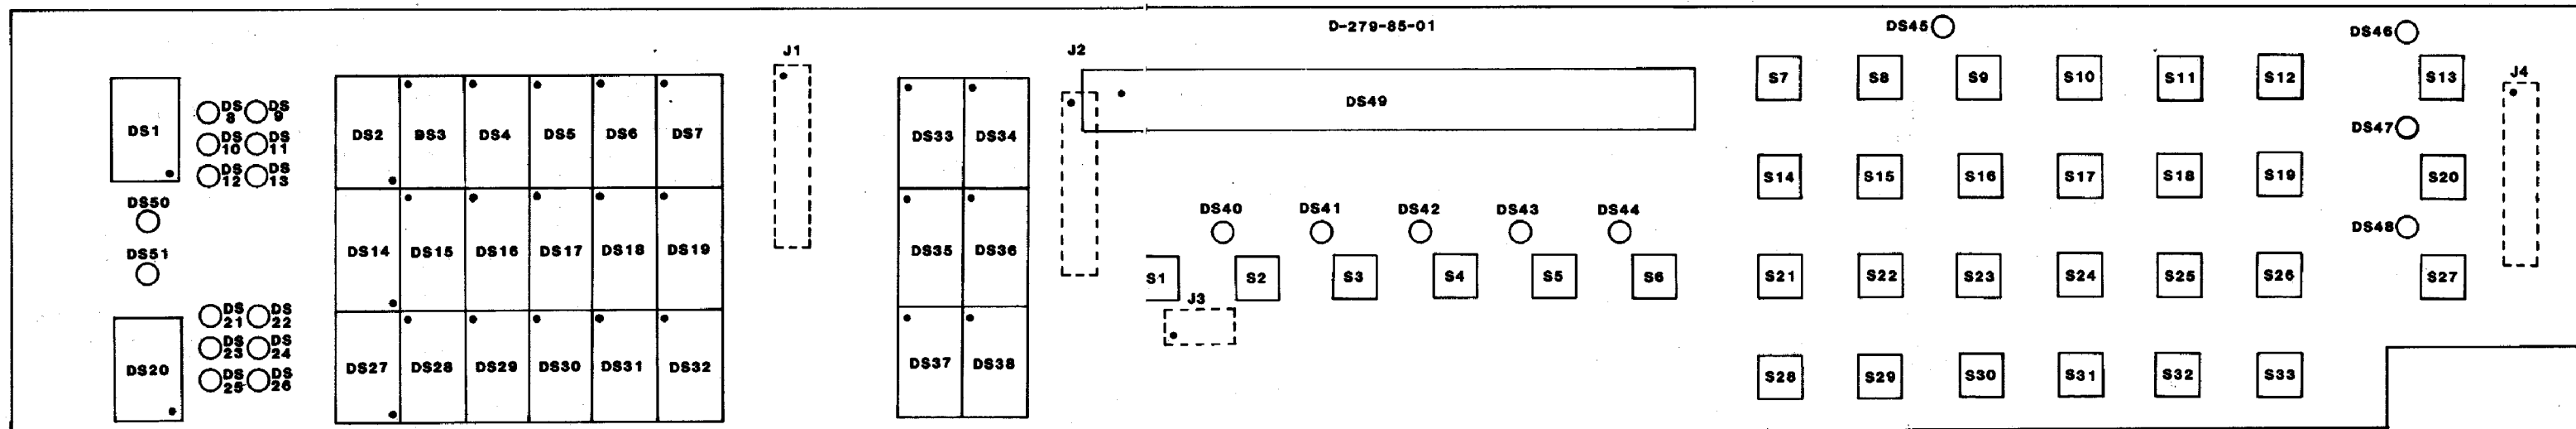 D-279-85-01
DS45
DS46
J1
J2
J4
S7 S8 S9 S10 S11 S12 S13
DS49
DS1
DS 8 DS 9
DS 10 DS 11
DS 12 DS 13
DS2 DS3 DS4 DS5 DS6 DS7
DS33 DS34
DS47
S14 S15 S16 S17 S18 S19 S20
DS50
DS51
DS14 DS15 DS16 DS17 DS18 DS19
DS35 DS36
DS40 DS41 DS42 DS43 DS44
DS48
S1 S2 S3 S4 S5 S6
S21 S22 S23 S24 S25 S26 S27
J3
DS 21 DS 22
DS 23 DS 24
DS 25 DS 26
DS20
DS27 DS28 DS29 DS30 DS31 DS32
DS37 DS38
S28 S29 S30 S31 S32 S33